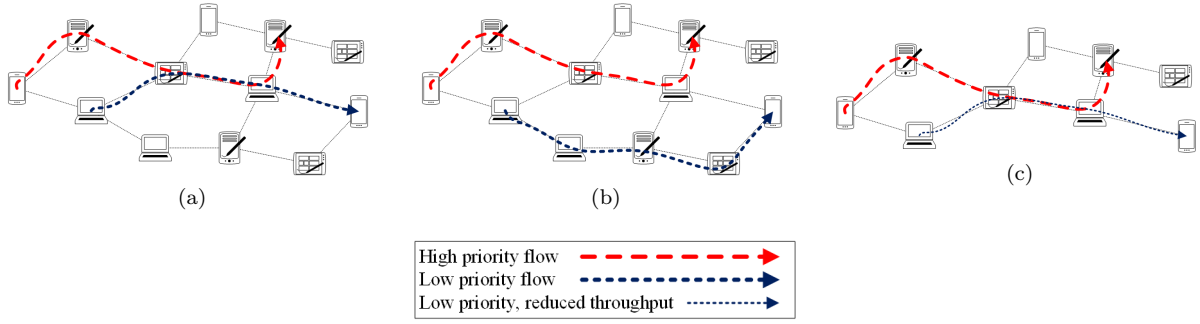 (a)
(b)
(c)
High priority flow
Low priority flow
Low priority, reduced throughput